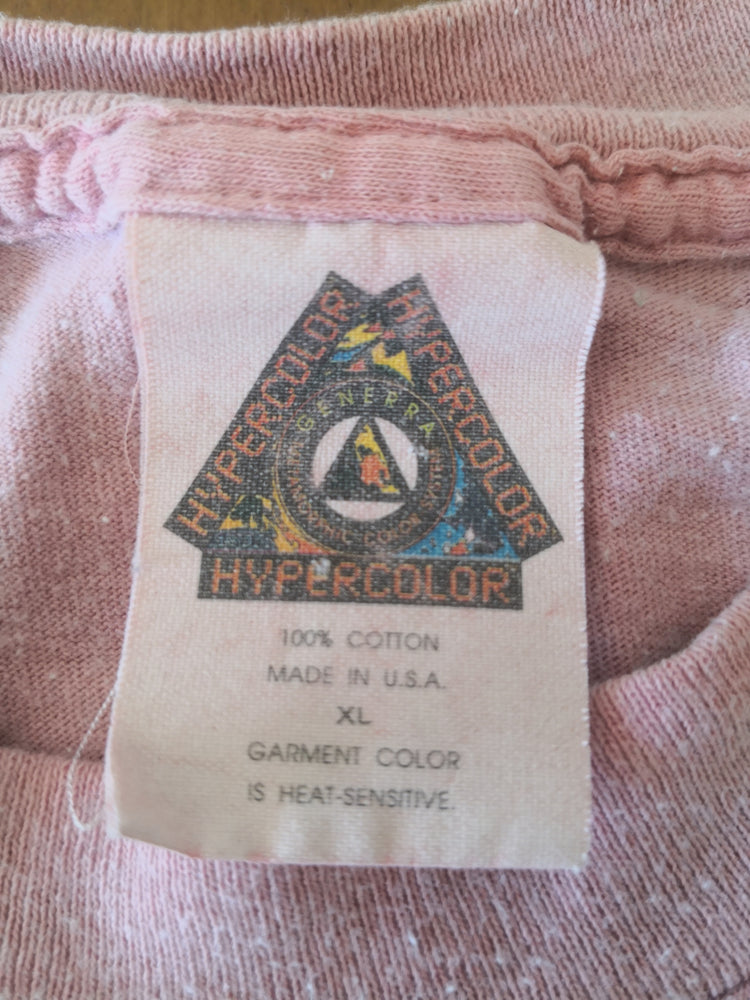 HYPERCOLOR
HYPERCOLOR
GENERRA
HYPERCOLOR
100% COTTON
MADE IN U.S.A.
XL
GARMENT COLOR
IS HEAT-SENSITIVE.